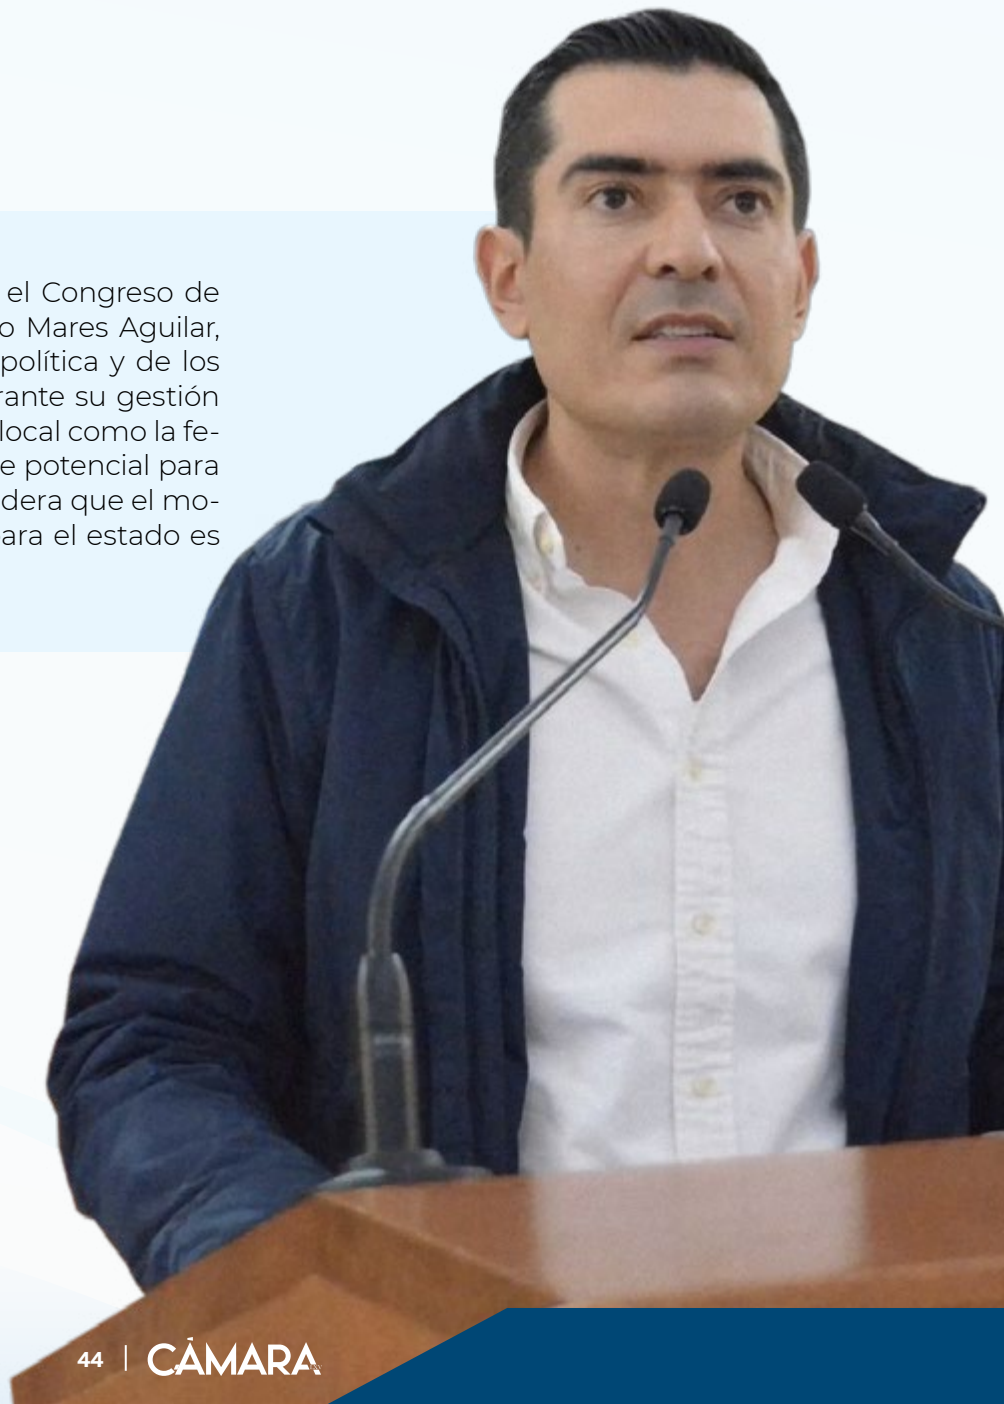 el Congreso de
o Mares Aguilar,
política y de los
rante su gestión
local como la fe-
e potencial para
dera que el mo-
ara el estado es
44 | CÁMARA